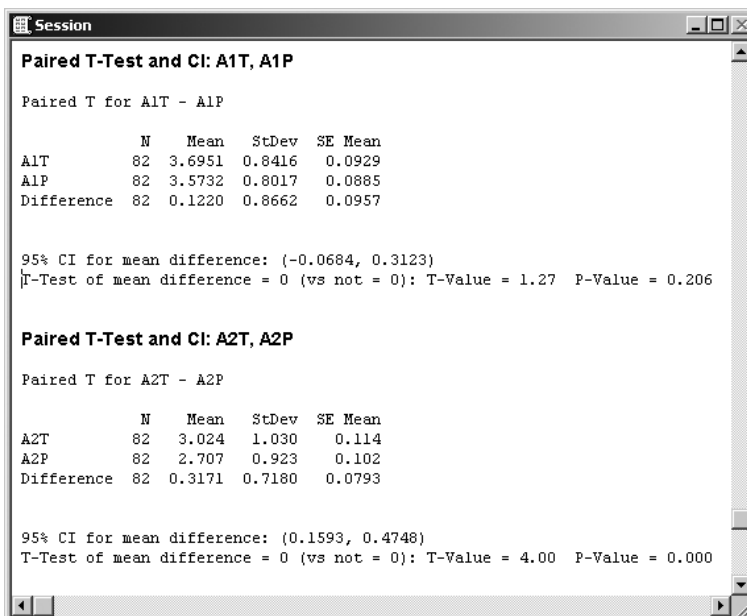 Session
Paired T-Test and CI: A1T, A1P
Paired T for A1T - A1P
N Mean StDev SE Mean
A1T 82 3.6951 0.8416 0.0929
A1P 82 3.5732 0.8017 0.0885
Difference 82 0.1220 0.8662 0.0957
95% CI for mean difference: (-0.0684, 0.3123)
T-Test of mean difference = 0 (vs not = 0): T-Value = 1.27 P-Value = 0.206
Paired T-Test and CI: A2T, A2P
Paired T for A2T - A2P
N Mean StDev SE Mean
A2T 82 3.024 1.030 0.114
A2P 82 2.707 0.923 0.102
Difference 82 0.3171 0.7180 0.0793
95% CI for mean difference: (0.1593, 0.4748)
T-Test of mean difference = 0 (vs not = 0): T-Value = 4.00 P-Value = 0.000